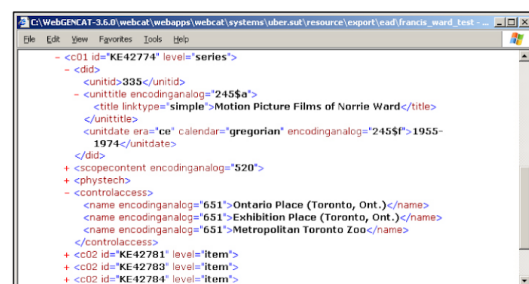 C:\WebGENCAT-3.6.0\webcat\webapps\webcat\systems\uber.sut\resource\export\ead\francis_ward_test - ...
File Edit View Favorites Tools Help
- <c01 id="KE42774" level="series">
- <did>
<unitid>335</unitid>
- <unittitle encodinganalog="245$a">
<title linktype="simple">Motion Picture Films of Norrie Ward</title>
</unittitle>
<unitdate era="ce" calendar="gregorian" encodinganalog="245$f">1955-
1974</unitdate>
</did>
+ <scopecontent encodinganalog="520">
+ <phystech>
- <controlaccess>
<name encodinganalog="651">Ontario Place (Toronto, Ont.)</name>
<name encodinganalog="651">Exhibition Place (Toronto, Ont.)</name>
<name encodinganalog="651">Metropolitan Toronto Zoo</name>
</controlaccess>
+ <c02 id="KE42781" level="item">
+ <c02 id="KE42783" level="item">
+ <c02 id="KE42784" level="item">